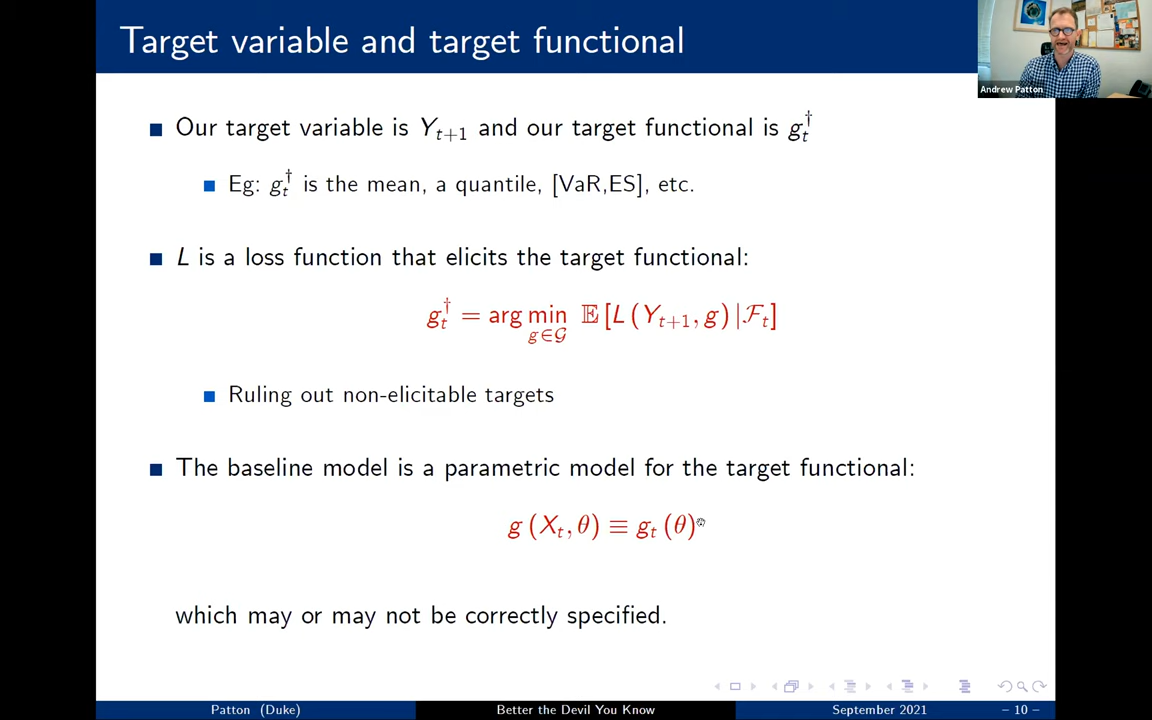 Target variable and target functional
Andrew Patton
Our target variable is Y_{t+1} and our target functional is g_t^†
Eg: g_t^† is the mean, a quantile, [VaR,ES], etc.
L is a loss function that elicits the target functional:
g_t^† = arg min_{g∈𝒢} 𝔼 [L (Y_{t+1}, g) |ℱ_t]
Ruling out non-elicitable targets
The baseline model is a parametric model for the target functional:
g (X_t, θ) ≡ g_t (θ)
which may or may not be correctly specified.
Patton (Duke) Better the Devil You Know September 2021 – 10 –